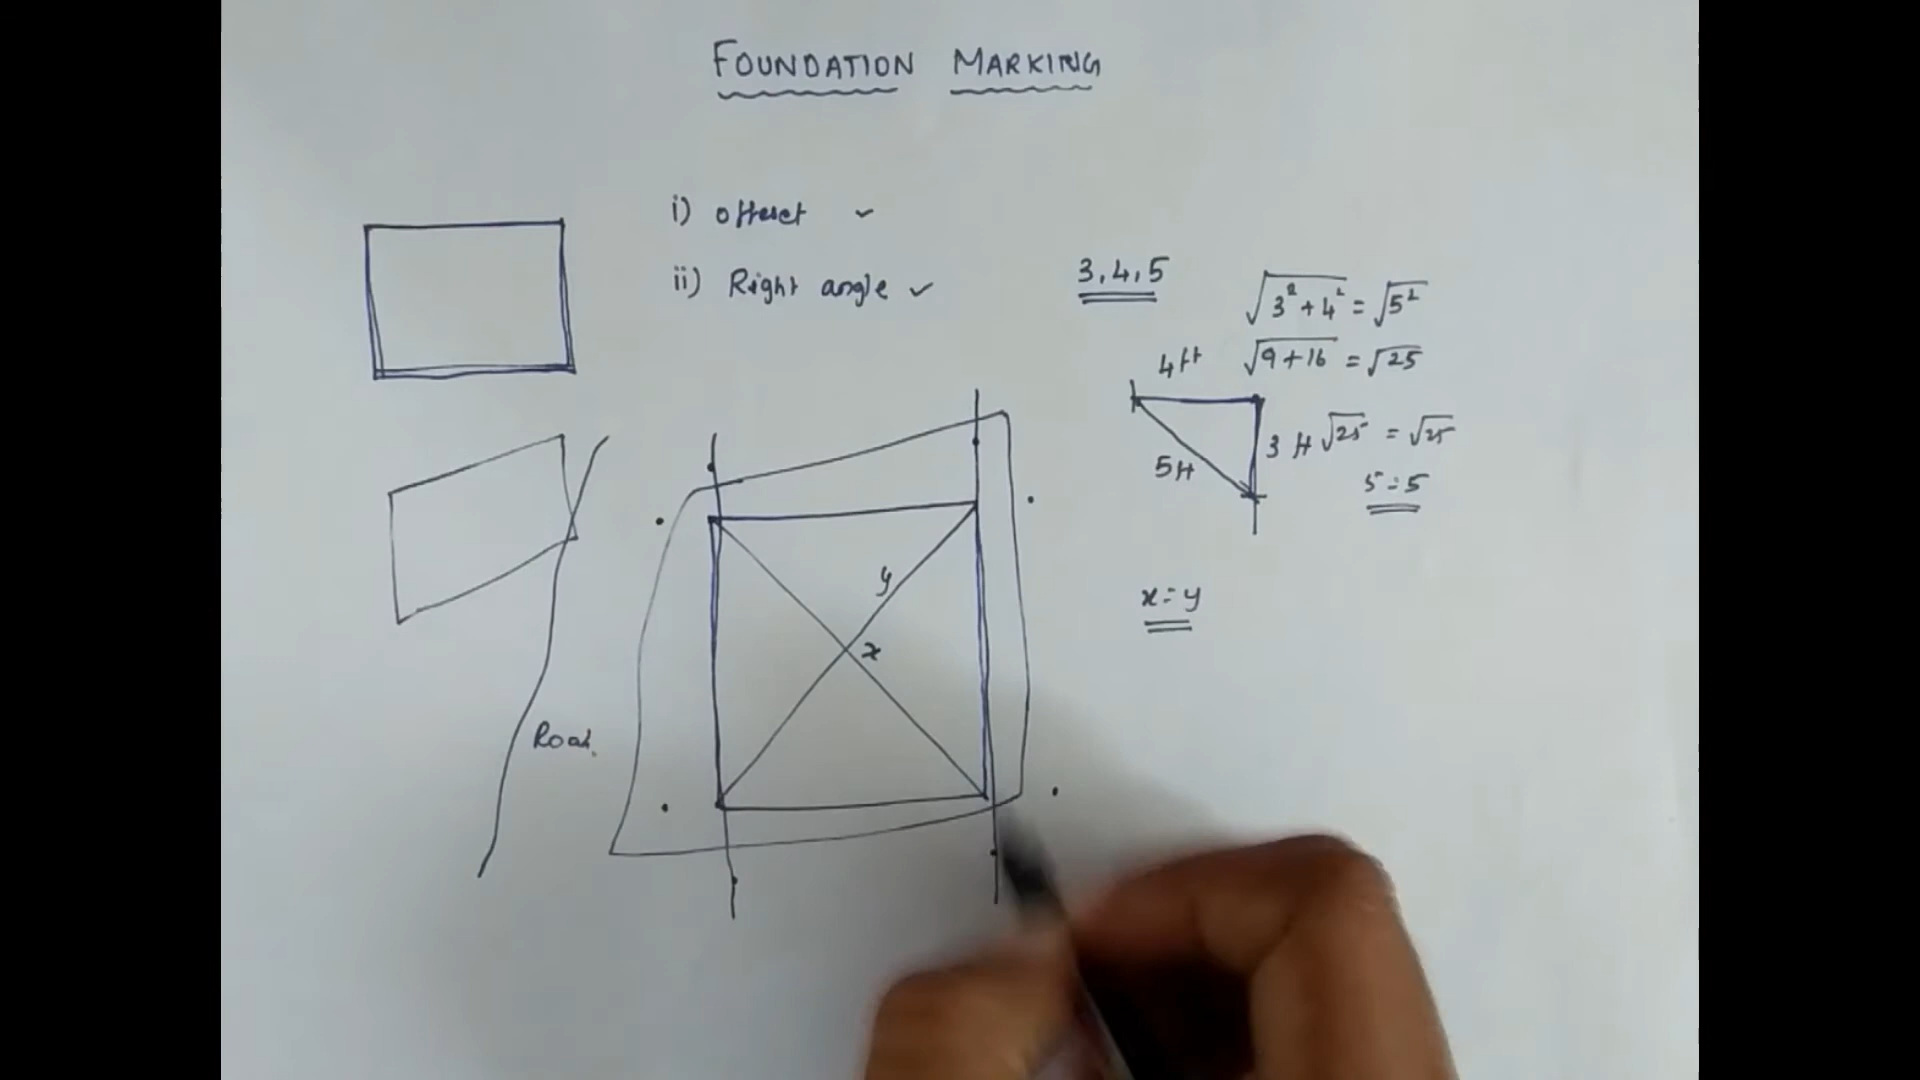 FOUNDATION MARKING
i) offset ✓
ii) Right angle ✓
3,4,5
√3²+4² = √5²
√9+16 = √25
4ft
3 ft
√25 = √25
5ft
5=5
x=y
y
x
Road.